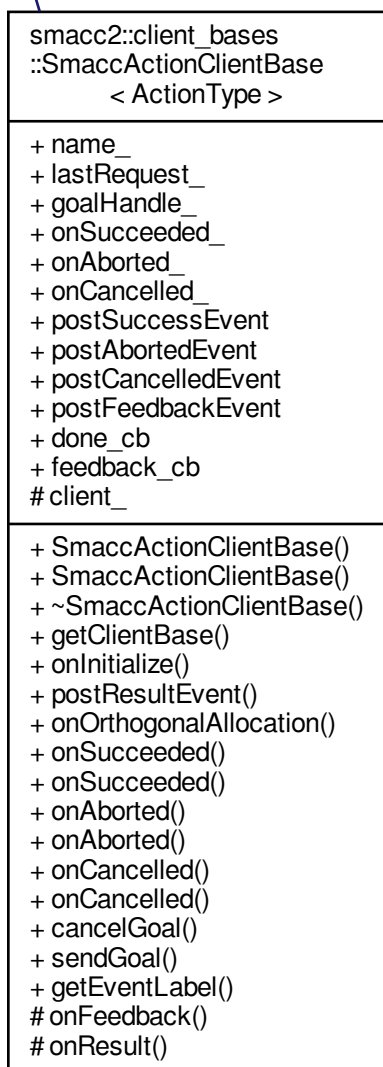 smacc2::client_bases
::SmaccActionClientBase
< ActionType >
+ name_
+ lastRequest_
+ goalHandle_
+ onSucceeded_
+ onAborted_
+ onCancelled_
+ postSuccessEvent
+ postAbortedEvent
+ postCancelledEvent
+ postFeedbackEvent
+ done_cb
+ feedback_cb
# client_
+ SmaccActionClientBase()
+ SmaccActionClientBase()
+ ~SmaccActionClientBase()
+ getClientBase()
+ onInitialize()
+ postResultEvent()
+ onOrthogonalAllocation()
+ onSucceeded()
+ onSucceeded()
+ onAborted()
+ onAborted()
+ onCancelled()
+ onCancelled()
+ cancelGoal()
+ sendGoal()
+ getEventLabel()
# onFeedback()
# onResult()